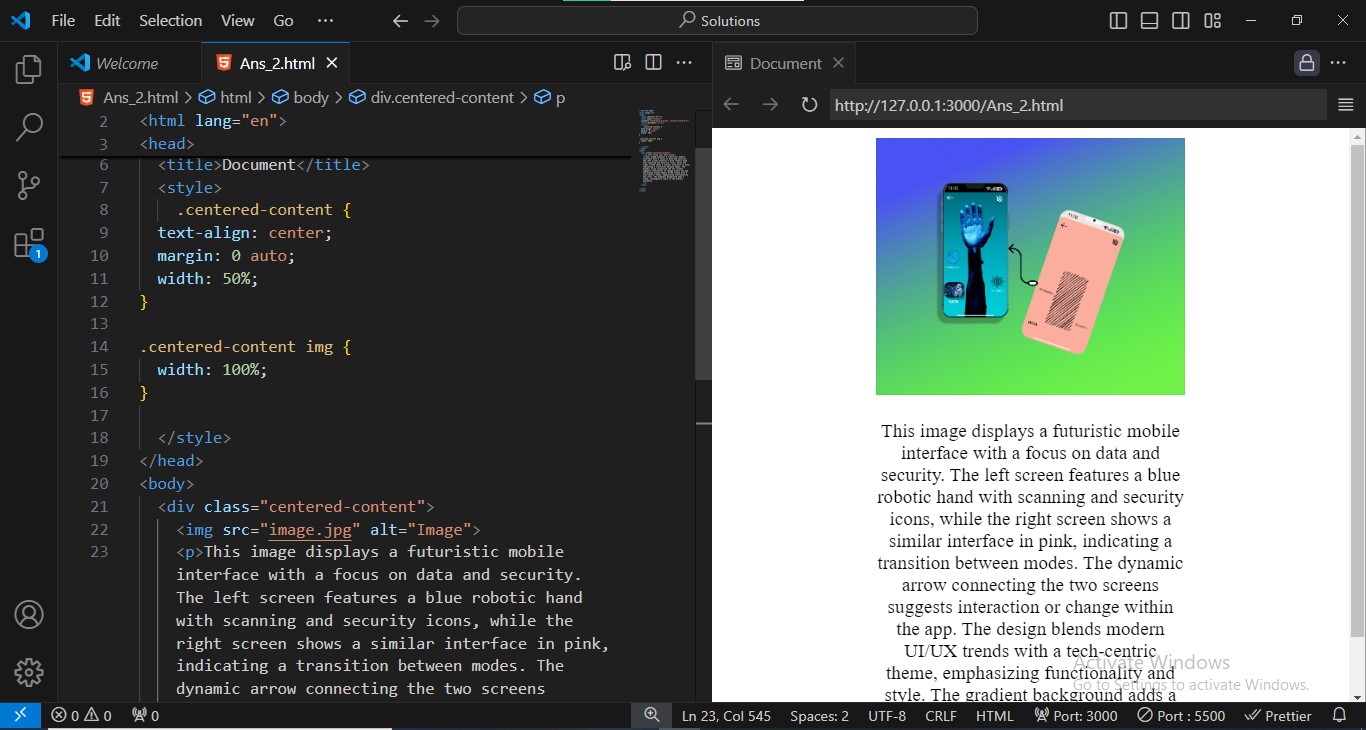 File Edit Selection View Go ···
Solutions
Welcome
Ans_2.html
Document
Ans_2.html > html > body > div.centered-content > p
http://127.0.0.1:3000/Ans_2.html
2 <html lang="en">
3 <head>
6 <title>Document</title>
7 <style>
8 .centered-content {
9 text-align: center;
10 margin: 0 auto;
11 width: 50%;
12 }
13
14 .centered-content img {
15 width: 100%;
16 }
17
18 </style>
19 </head>
20 <body>
21 <div class="centered-content">
22 <img src="image.jpg" alt="Image">
23 <p>This image displays a futuristic mobile
interface with a focus on data and security.
The left screen features a blue robotic hand
with scanning and security icons, while the
right screen shows a similar interface in pink,
indicating a transition between modes. The
dynamic arrow connecting the two screens
1
This image displays a futuristic mobile
interface with a focus on data and
security. The left screen features a blue
robotic hand with scanning and security
icons, while the right screen shows a
similar interface in pink, indicating a
transition between modes. The dynamic
arrow connecting the two screens
suggests interaction or change within
the app. The design blends modern
UI/UX trends with a tech-centric
theme, emphasizing functionality and
style. The gradient background adds a
Activate Windows
Go to Settings to activate Windows.
0 0 0
Ln 23, Col 545 Spaces: 2 UTF-8 CRLF HTML Port: 3000 Port : 5500 Prettier